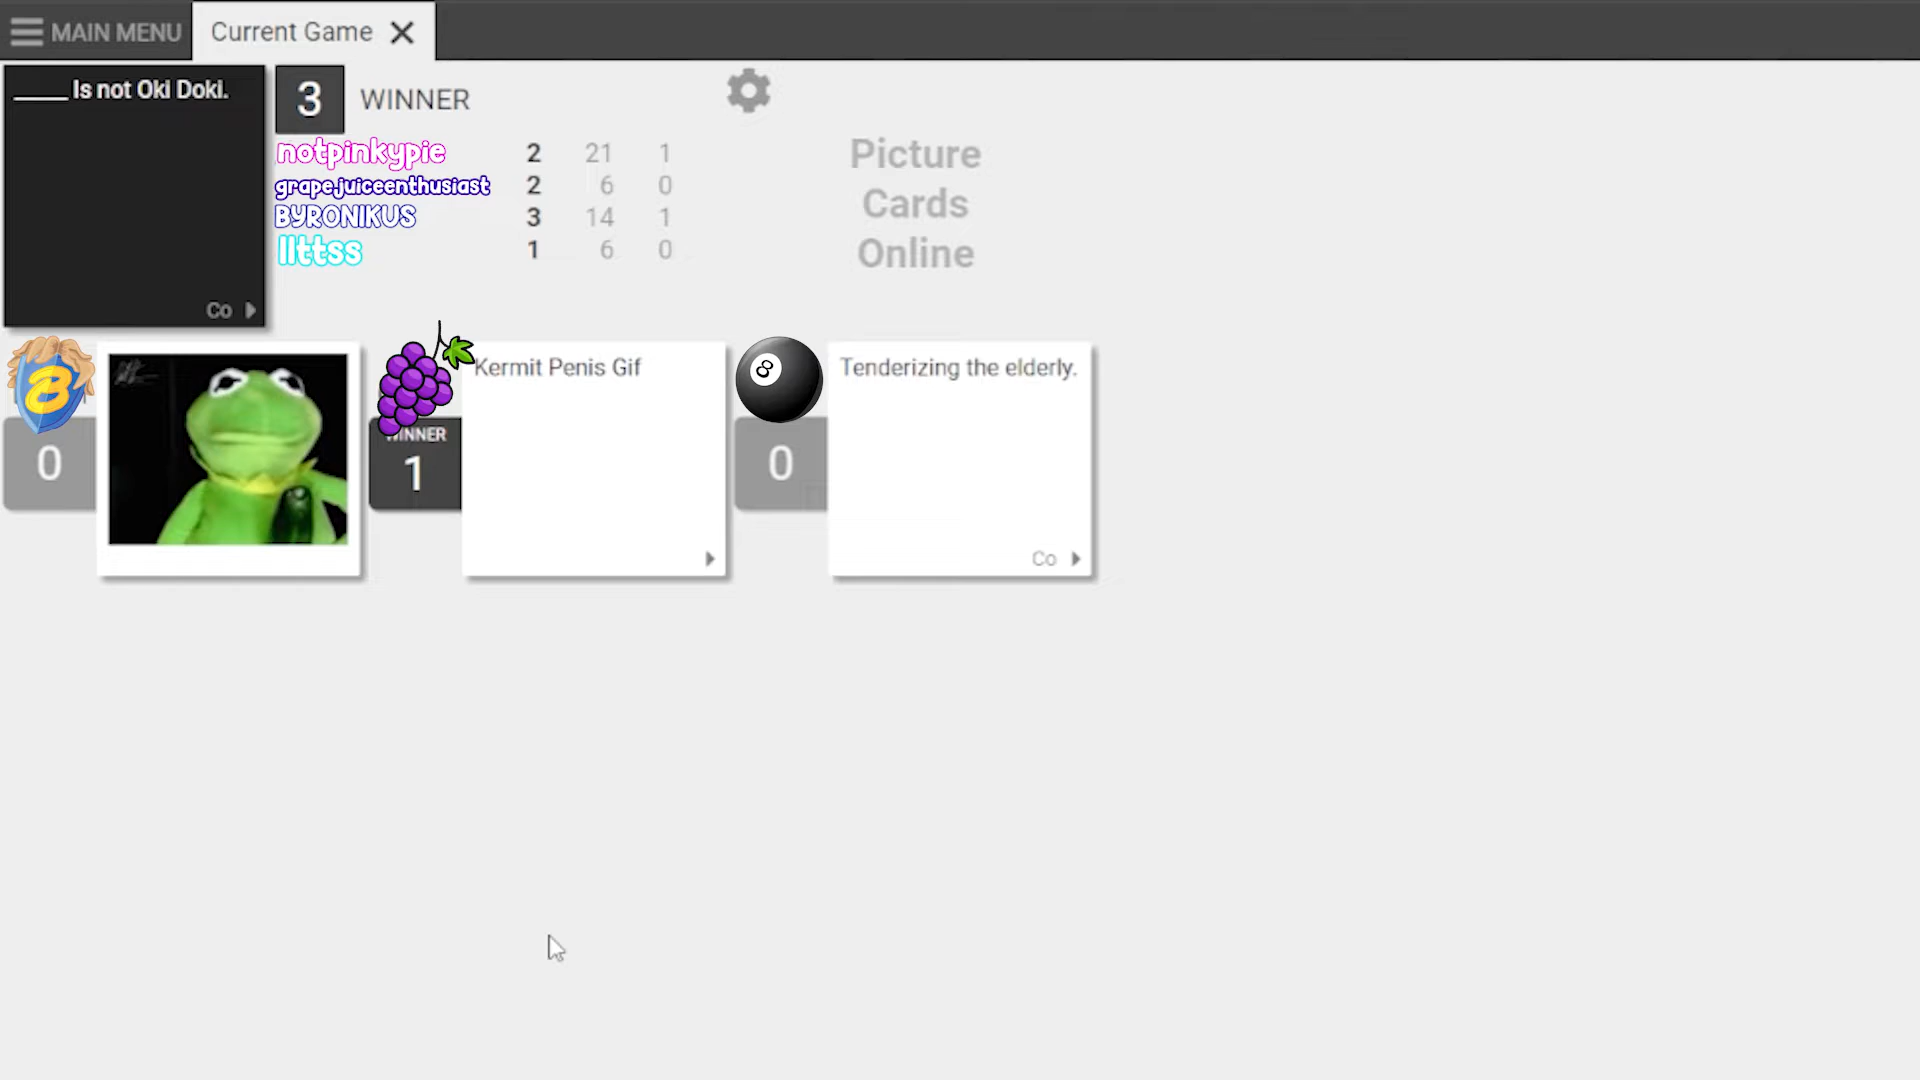 MAIN MENU
Current Game
_____ Is not Oki Doki.
Co
3 WINNER
notpinkypie 2 21 1
grapejuiceenthusiast 2 6 0
BYRONIKUS 3 14 1
llttss 1 6 0
Picture
Cards
Online
B
0
WINNER
1
Kermit Penis Gif
8
0
Tenderizing the elderly.
Co